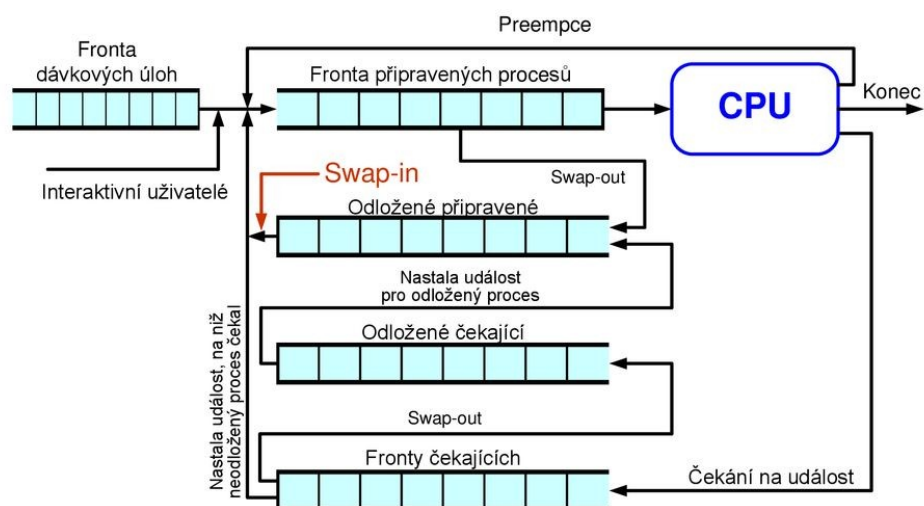 Preempce
Fronta
dávkových úloh
Fronta připravených procesů
CPU
Konec
Interaktivní uživatelé
Swap-in
Swap-out
Odložené připravené
Nastala událost
pro odložený proces
Odložené čekající
Nastala událost, na niž
neodložený proces čekal
Swap-out
Fronty čekajících
Čekání na událost